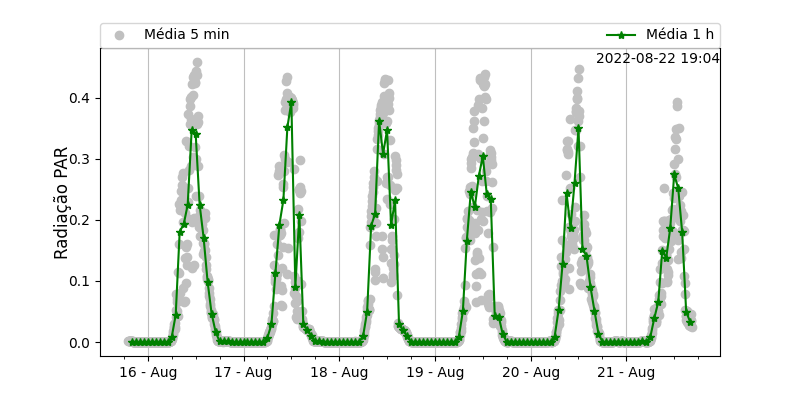 Média 5 min
Média 1 h
2022-08-22 19:04
Radiação PAR
0.4
0.3
0.2
0.1
0.0
16 - Aug
17 - Aug
18 - Aug
19 - Aug
20 - Aug
21 - Aug